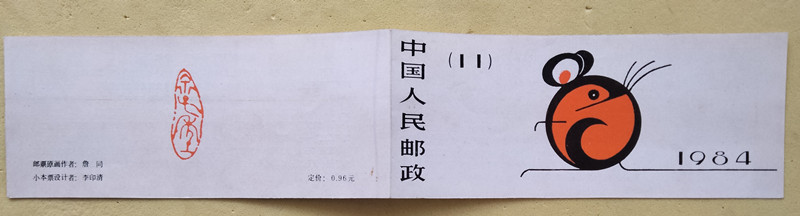 邮票原画作者：詹 同
小本票设计者：李印清
定价：0.96元
中国人民邮政
(11)
1984